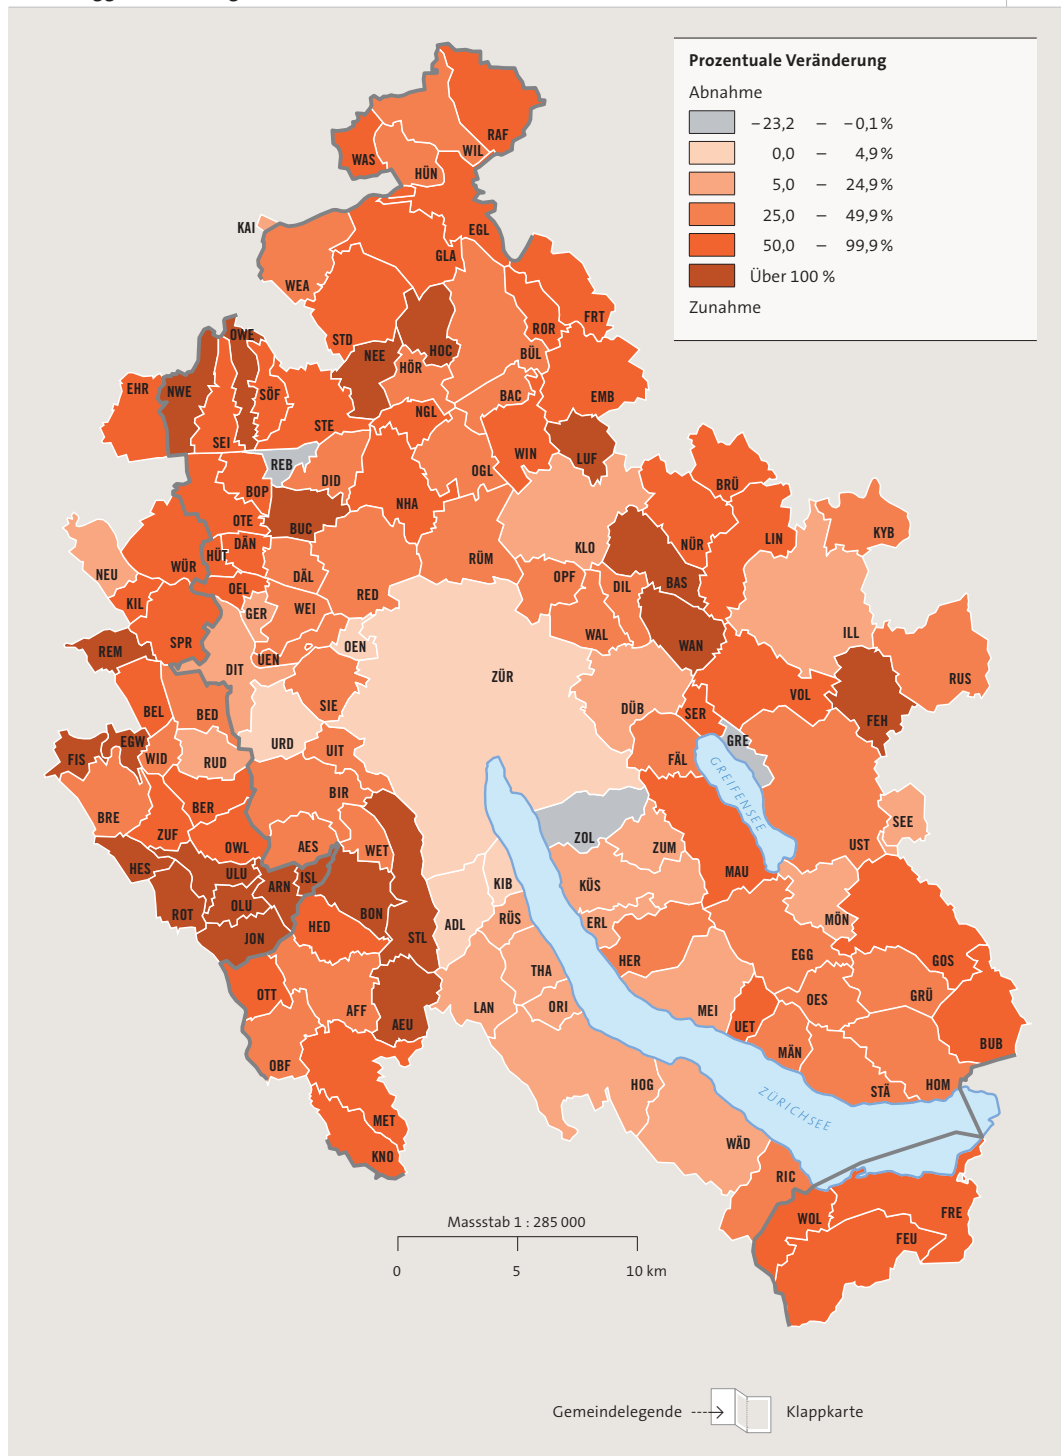 Prozentuale Veränderung
Abnahme
–23,2 – –0,1%
0,0 – 4,9%
5,0 – 24,9%
25,0 – 49,9%
50,0 – 99,9%
Über 100 %
Zunahme
RAF
WIL
WAS
HÜN
KAI
EGL
GLA
WEA
FRT
ROR
STD
OWE
NEE
HOC
BÜL
HÖR
EHR
NWE
SÖF
BAC
EMB
NGL
STE
SEI
WIN
LUF
REB
OGL
DID
BRÜ
BOP
NHA
OTE
BUC
KYB
LIN
DÄN
NÜR
KLO
HÜT
RÜM
WÜR
NEU
DÄL
OPF
DIL
BAS
OEL
RED
KIL
GER
WEI
SPR
WAL
ILL
WAN
OEN
REM
UEN
DIT
ZÜR
RUS
VOL
SIE
DÜB
BEL
BED
SER
FEH
EGW
URD
GRE
UIT
FIS
WID
RUD
FÄL
GREIFENSEE
BIR
BER
BRE
SEE
ZUF
ZOL
OWL
AES
WET
ZUM
UST
HES
ULU
ISL
MAU
ARN
KIB
KÜS
OLU
ROT
BON
RÜS
MÖN
HED
ADL
ERL
JON
STL
EGG
HER
GOS
THA
OTT
GRÜ
OES
AFF
LAN
ORI
MEI
AEU
UET
BUB
MÄN
OBF
HOG
HOM
STÄ
ZÜRICHSEE
MET
WÄD
KNO
RIC
FRE
WOL
Massstab 1 : 285 000
FEU
0 5 10 km
Gemeindelegende Klappkarte